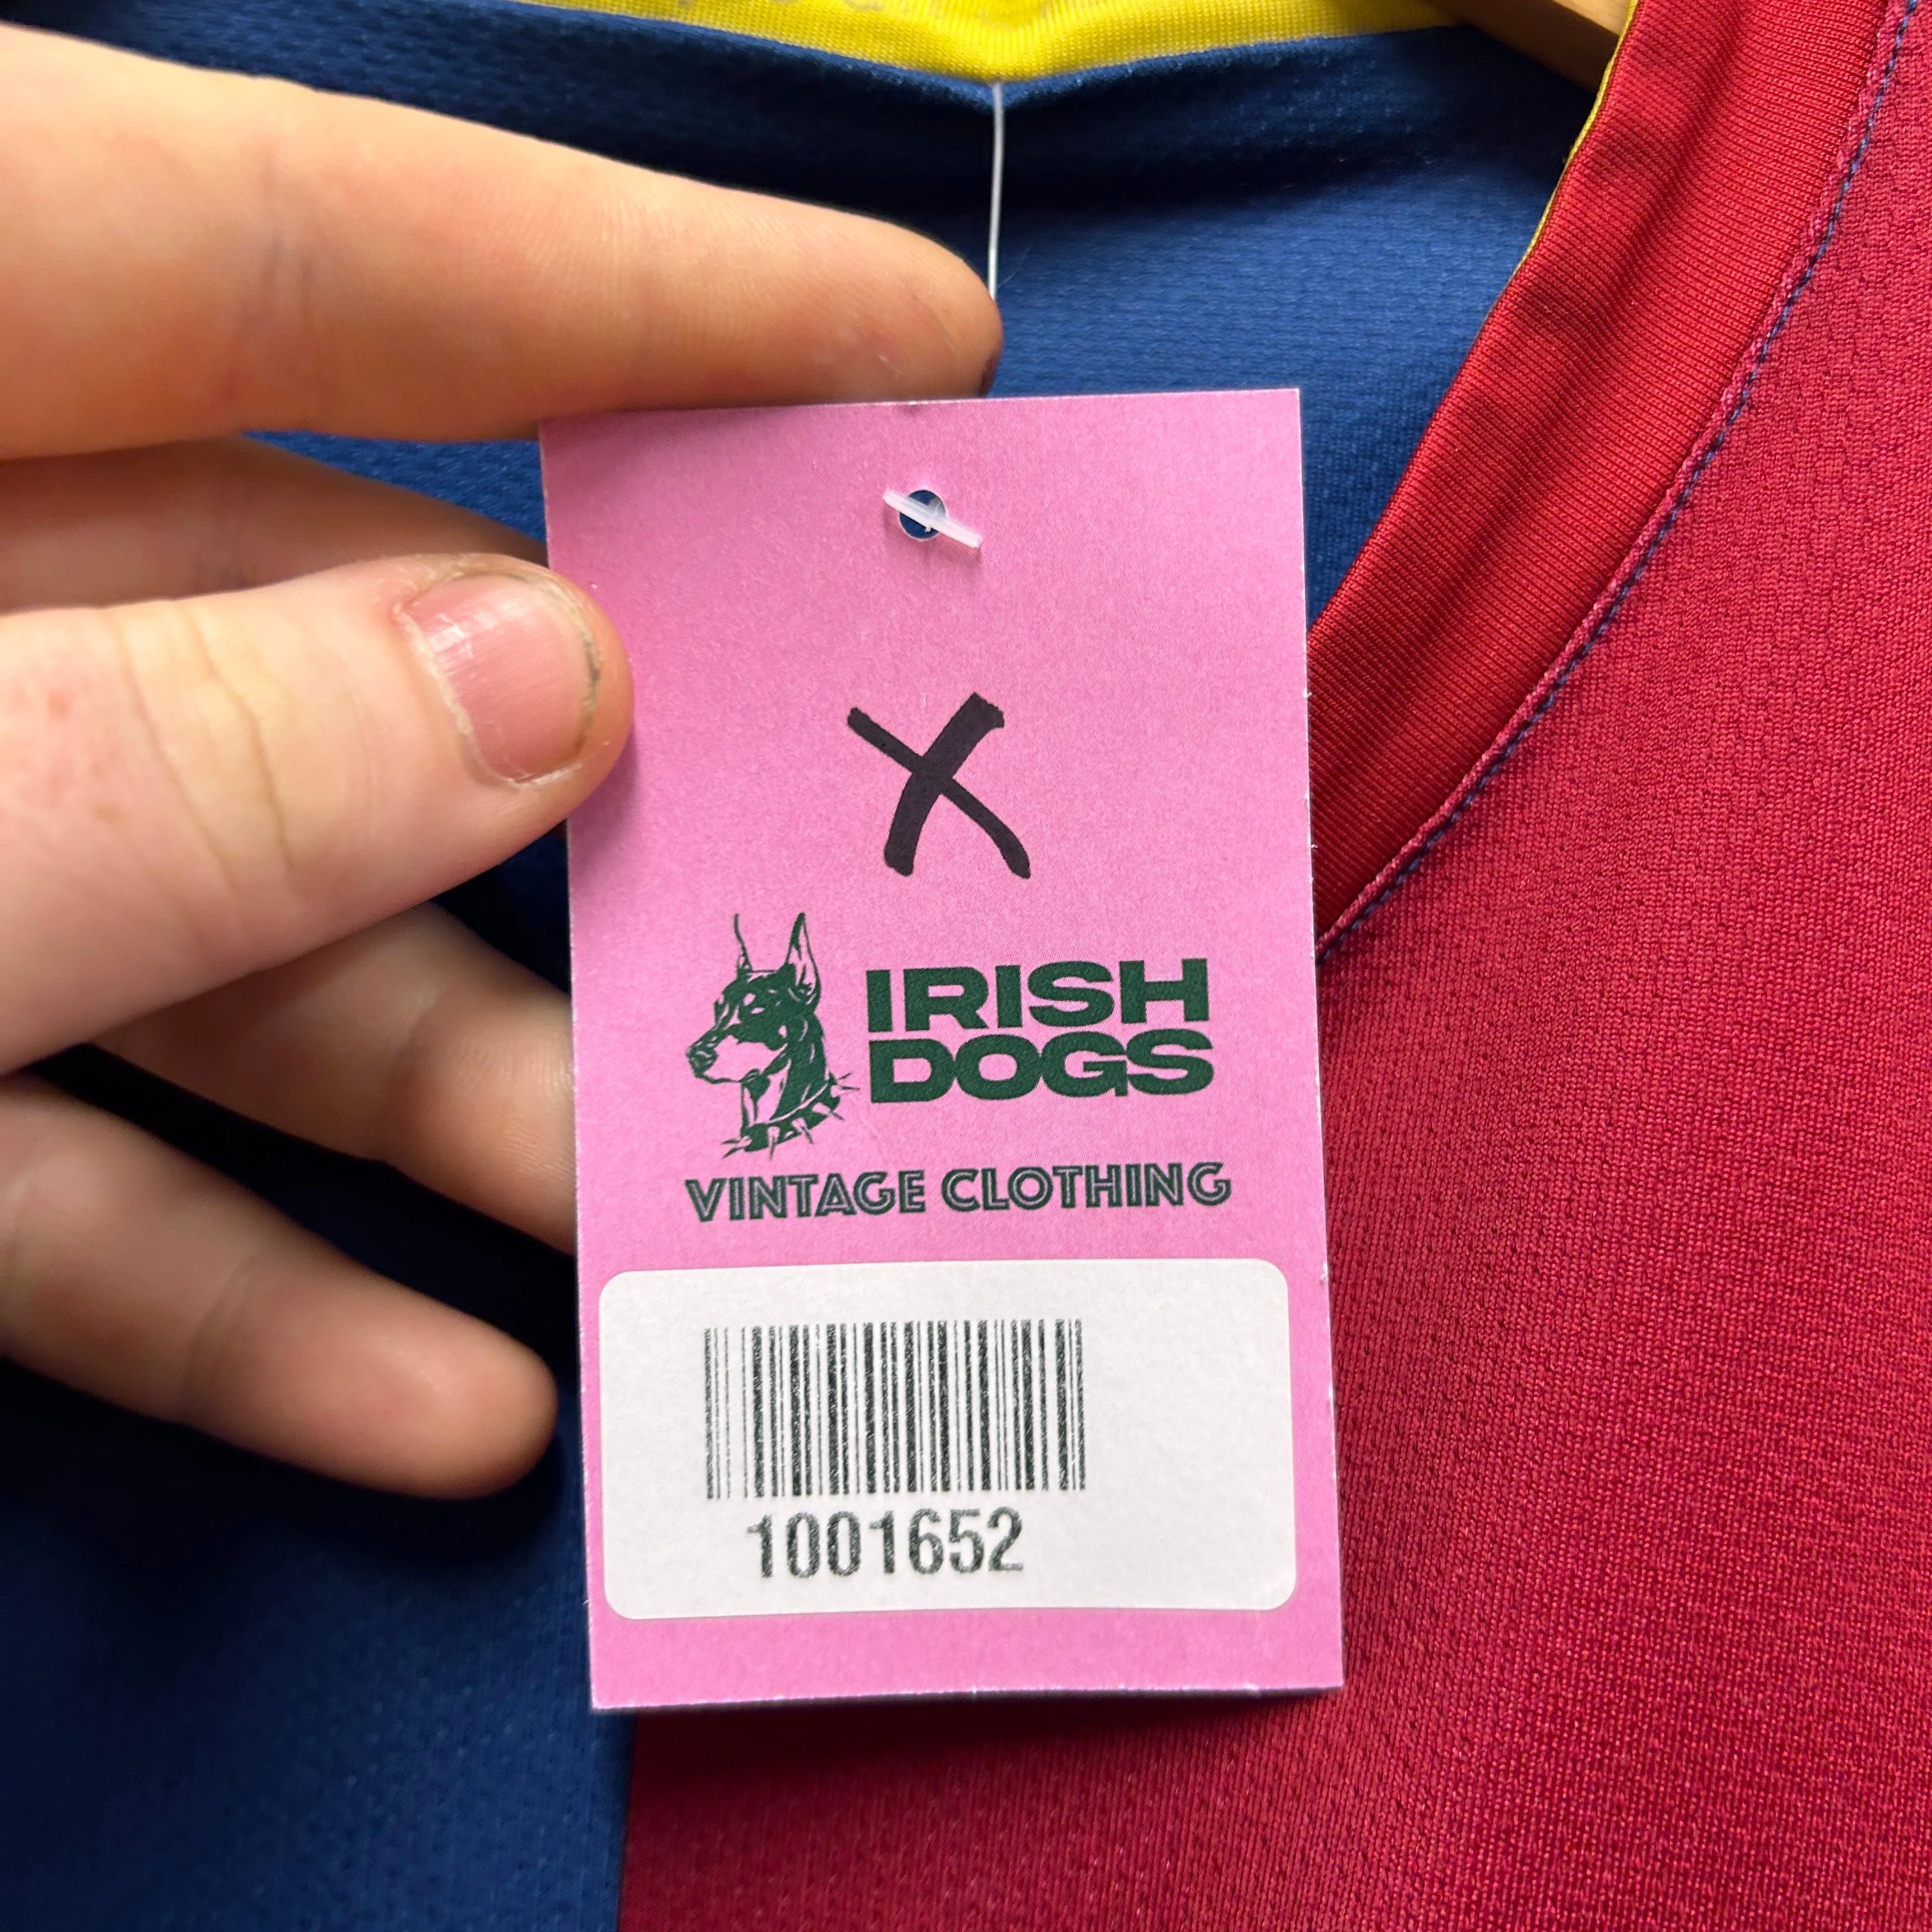 X
IRISH
DOGS
VINTAGE CLOTHING
1001652